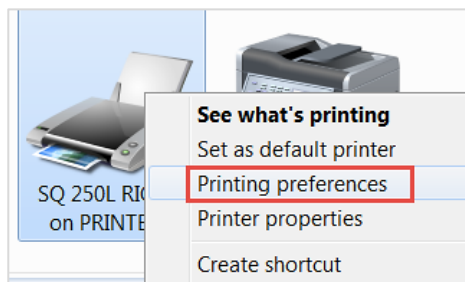 See what's printing
Set as default printer
SQ 250L
Printing preferences
on
Printer properties
Create shortcut